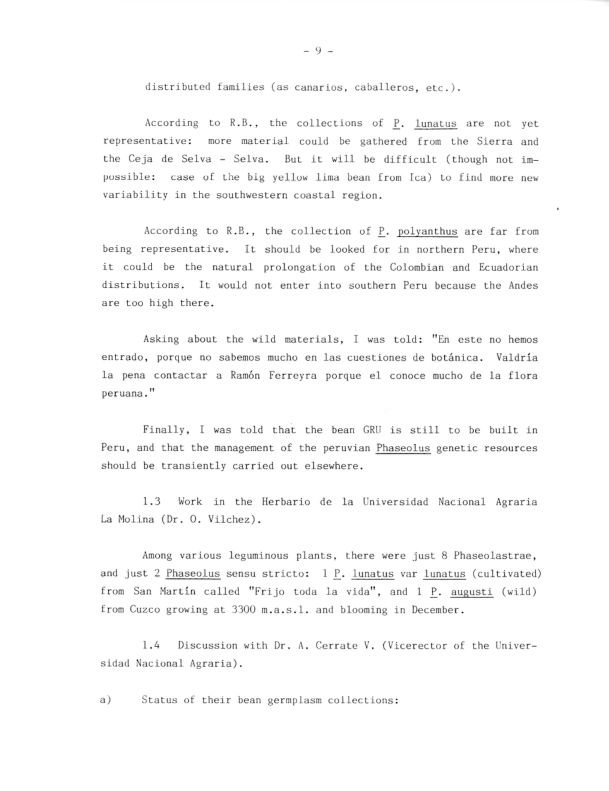 - 9 -
distributed families (as canarios, caballeros, etc.).
According to R.B., the collections of P. lunatus are not yet
representative: more material could be gathered from the Sierra and
the Ceja de Selva - Selva. But it will be difficult (though not im-
possible: case of the big yellow lima bean from Ica) to find more new
variability in the southwestern coastal region.
According to R.B., the collection of P. polyanthus are far from
being representative. It should be looked for in northern Peru, where
it could be the natural prolongation of the Colombian and Ecuadorian
distributions. It would not enter into southern Peru because the Andes
are too high there.
Asking about the wild materials, I was told: "En este no hemos
entrado, porque no sabemos mucho en las cuestiones de botánica. Valdría
la pena contactar a Ramón Ferreyra porque el conoce mucho de la flora
peruana."
Finally, I was told that the bean GRU is still to be built in
Peru, and that the management of the peruvian Phaseolus genetic resources
should be transiently carried out elsewhere.
1.3 Work in the Herbario de la Universidad Nacional Agraria
La Molina (Dr. O. Vilchez).
Among various leguminous plants, there were just 8 Phaseolastrae,
and just 2 Phaseolus sensu stricto: 1 P. lunatus var lunatus (cultivated)
from San Martín called "Frijo toda la vida", and 1 P. augusti (wild)
from Cuzco growing at 3300 m.a.s.l. and blooming in December.
1.4 Discussion with Dr. A. Cerrate V. (Vicerector of the Univer-
sidad Nacional Agraria).
a) Status of their bean germplasm collections: